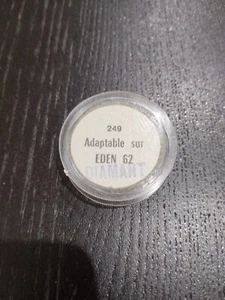 249
Adaptable sur
EDEN 62
DIAMANT